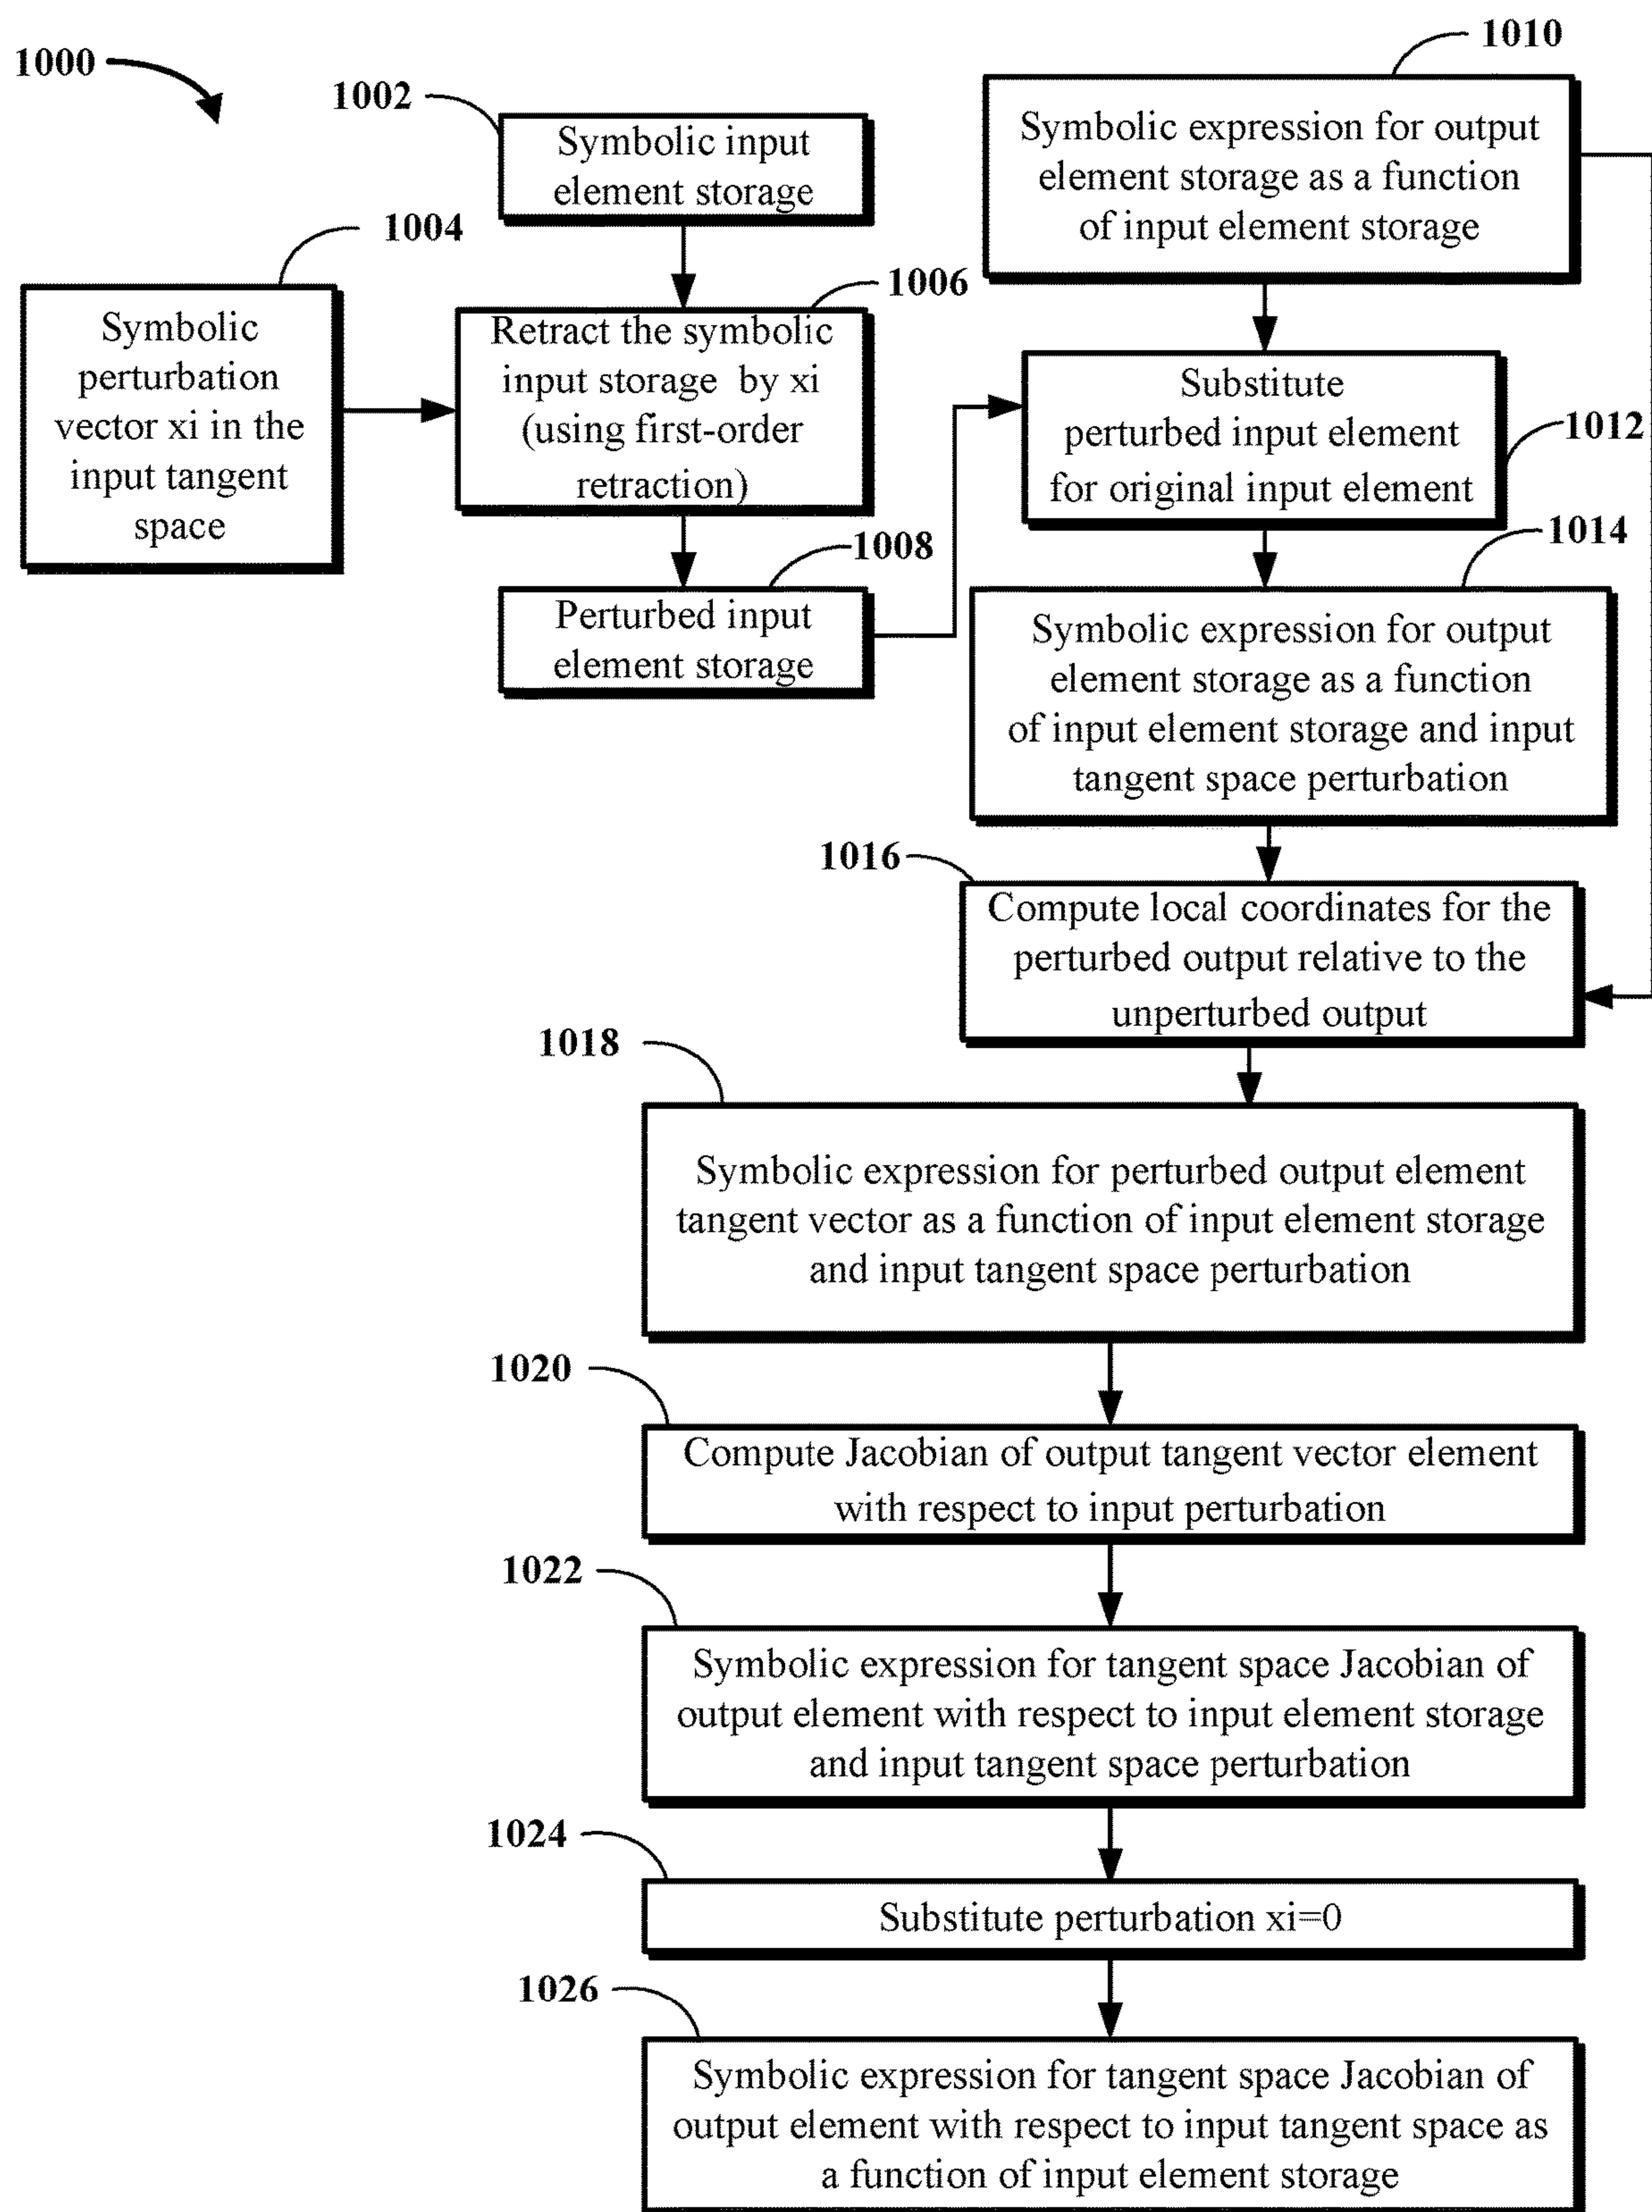 1000
1002
Symbolic input
element storage
1004
Symbolic
perturbation
vector xi in the
input tangent
space
1006
Retract the symbolic
input storage by xi
(using first-order
retraction)
1008
Perturbed input
element storage
1010
Symbolic expression for output
element storage as a function
of input element storage
1012
Substitute
perturbed input element
for original input element
1014
Symbolic expression for output
element storage as a function
of input element storage and input
tangent space perturbation
1016
Compute local coordinates for the
perturbed output relative to the
unperturbed output
1018
Symbolic expression for perturbed output element
tangent vector as a function of input element storage
and input tangent space perturbation
1020
Compute Jacobian of output tangent vector element
with respect to input perturbation
1022
Symbolic expression for tangent space Jacobian of
output element with respect to input element storage
and input tangent space perturbation
1024
Substitute perturbation xi=0
1026
Symbolic expression for tangent space Jacobian of
output element with respect to input tangent space as
a function of input element storage